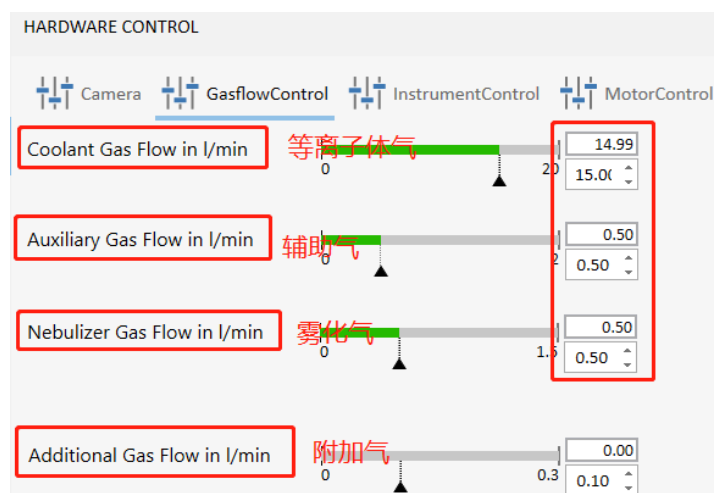 HARDWARE CONTROL
Camera GasflowControl InstrumentControl MotorControl
Coolant Gas Flow in l/min 等离子体气 14.99
0 20 15.00
Auxiliary Gas Flow in l/min 辅助气 0.50
0 2 0.50
Nebulizer Gas Flow in l/min 雾化气 0.50
0 1.5 0.50
Additional Gas Flow in l/min 附加气 0.00
0 0.3 0.10